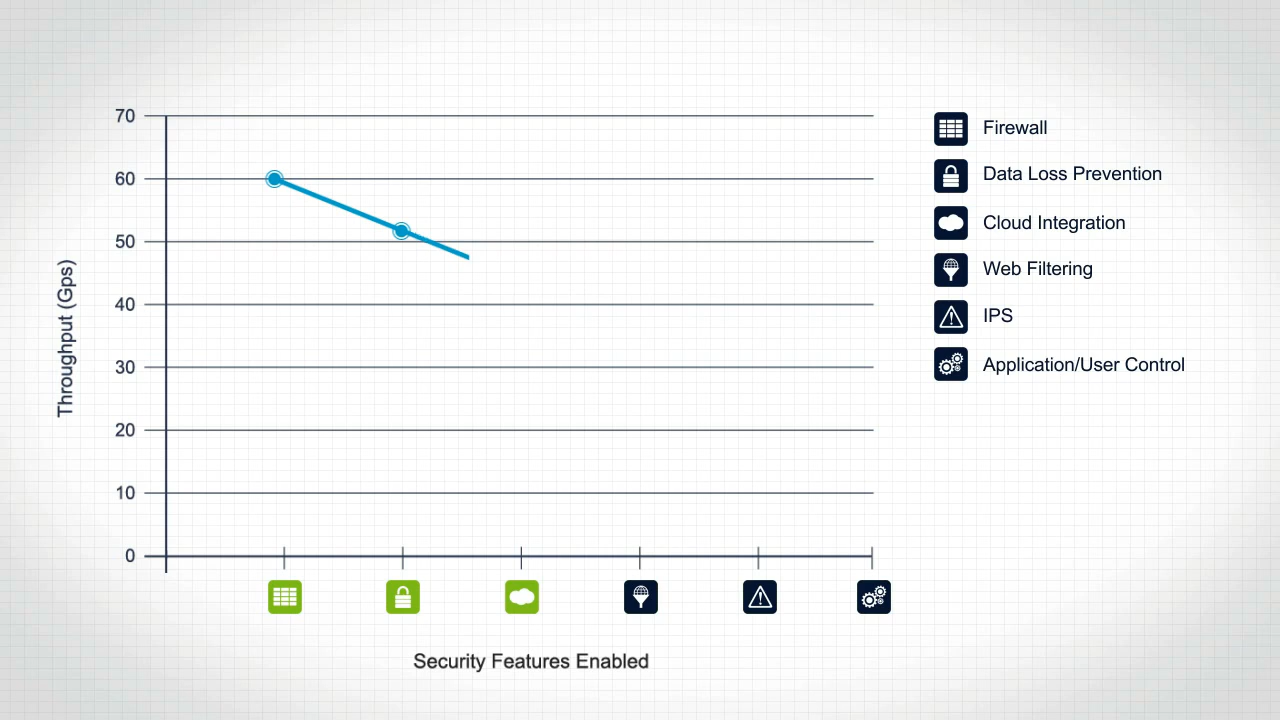 70
60
50
40
30
20
10
0
Throughput (Gps)
Security Features Enabled
Firewall
Data Loss Prevention
Cloud Integration
Web Filtering
IPS
Application/User Control